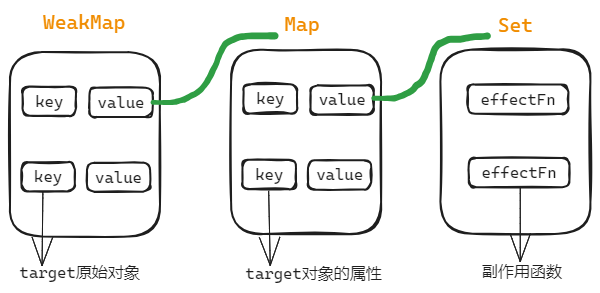 WeakMap
Map
Set
key
value
key
value
effectFn
key
value
key
value
effectFn
target原始对象
target对象的属性
副作用函数